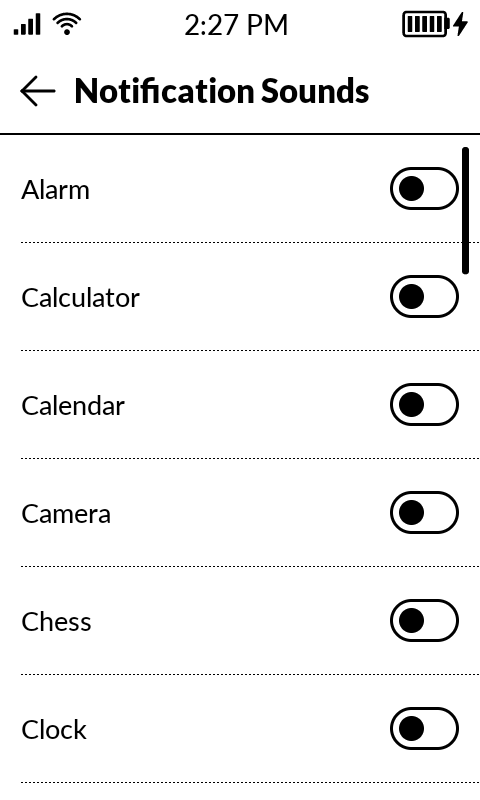 2:27 PM
Notification Sounds
Alarm
Calculator
Calendar
Camera
Chess
Clock